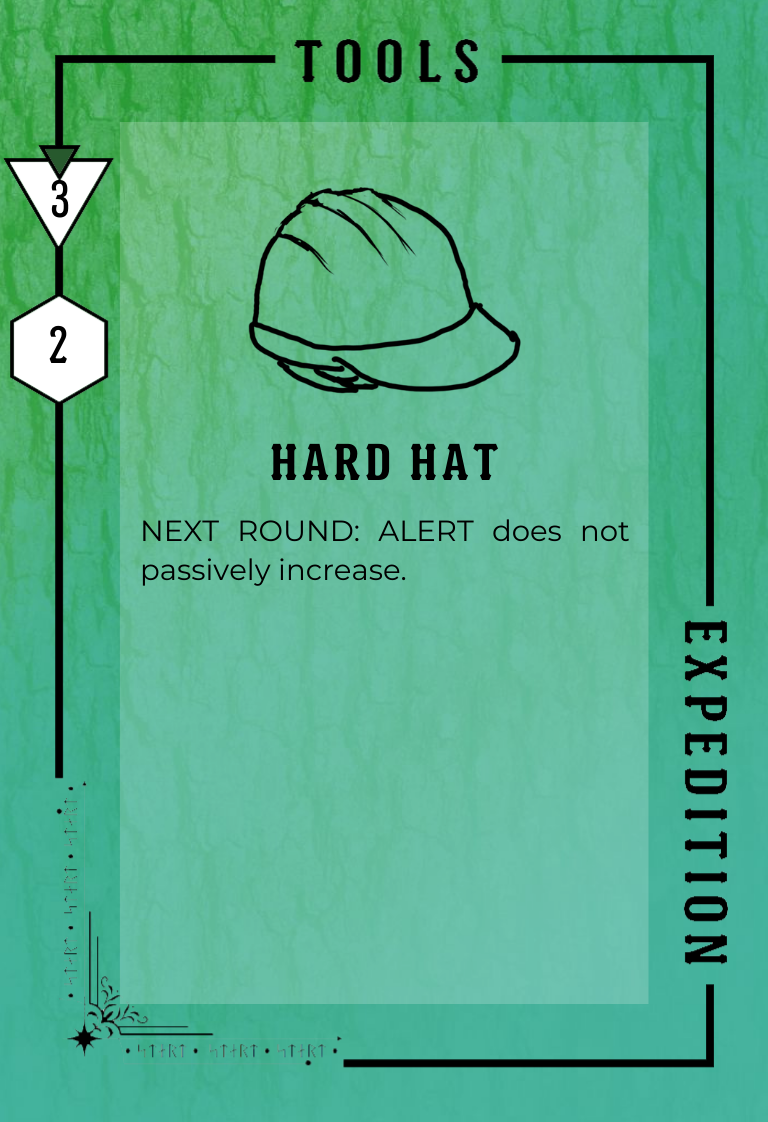 TOOLS
3
2
HARD HAT
NEXT ROUND: ALERT does not
passively increase.
EXPEDITION